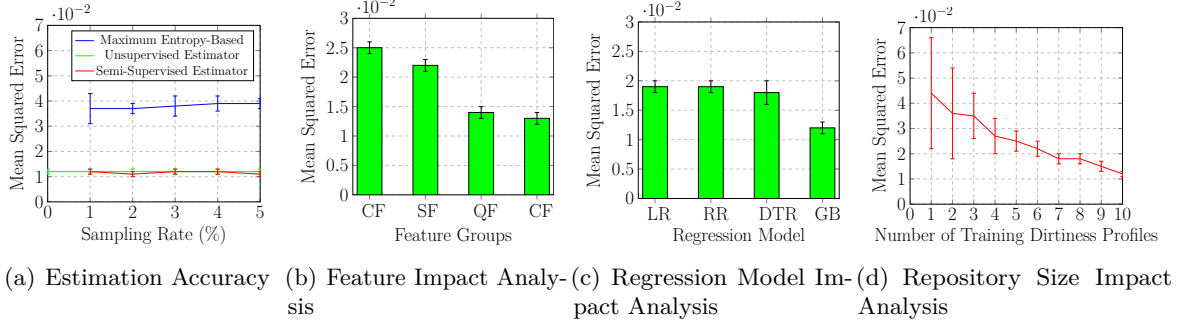 ·10⁻²
7
6
5
4
3
2
1
0
Mean Squared Error
Maximum Entropy-Based
Unsupervised Estimator
Semi-Supervised Estimator
0 1 2 3 4 5
Sampling Rate (%)
·10⁻²
3
2.5
2
1.5
1
0.5
0
Mean Squared Error
CF SF QF CF
Feature Groups
·10⁻²
3
2.5
2
1.5
1
0.5
0
Mean Squared Error
LR RR DTR GB
Regression Model
·10⁻²
7
6
5
4
3
2
1
0
Mean Squared Error
0 1 2 3 4 5 6 7 8 9 10
Number of Training Dirtiness Profiles
(a) Estimation Accuracy
(b) Feature Impact Analy-
sis
(c) Regression Model Im-
pact Analysis
(d) Repository Size Impact
Analysis